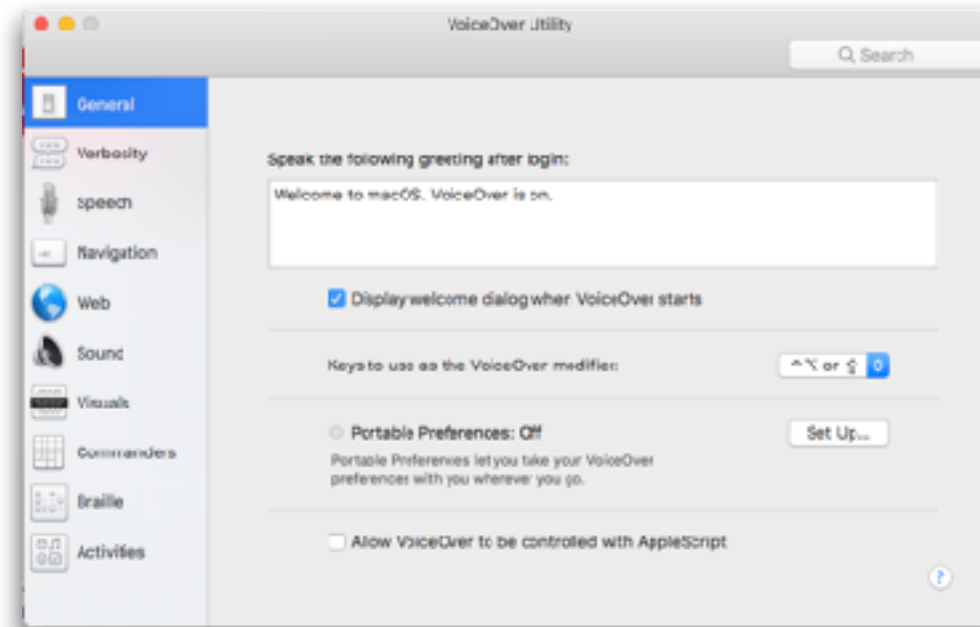 VoiceOver Utility
Search
General
Verbosity
Speech
Navigation
Web
Sound
Visuals
Commanders
Braille
Activities
Speak the following greeting after login:
Welcome to macOS. VoiceOver is on.
Display welcome dialog when VoiceOver starts
Keys to use as the VoiceOver modifier:
⌃⌥ or ⇪
Portable Preferences: Off
Set Up...
Portable Preferences let you take your VoiceOver
preferences with you wherever you go.
Allow VoiceOver to be controlled with AppleScript
?